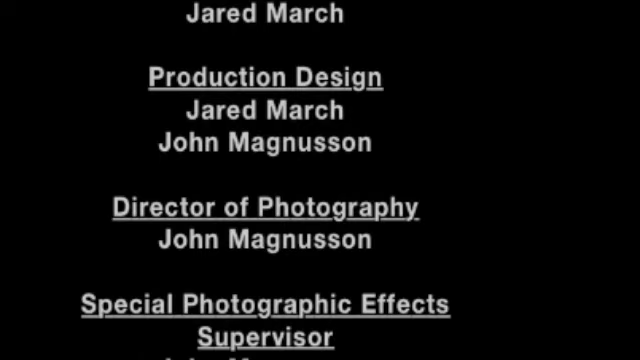 Jared March
Production Design
Jared March
John Magnusson
Director of Photography
John Magnusson
Special Photographic Effects
Supervisor